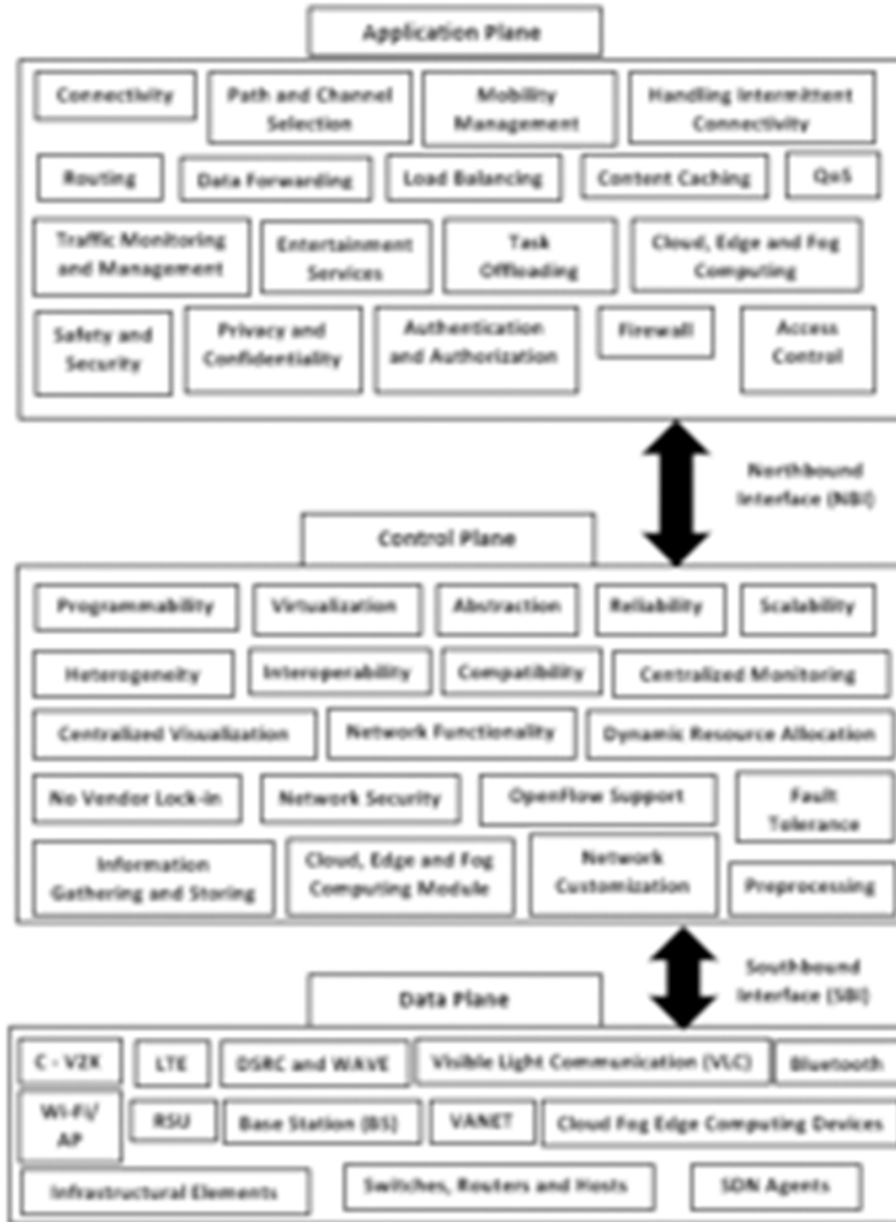 Application Plane
Connectivity
Path and Channel
Selection
Mobility
Management
Handling Intermittent
Connectivity
Routing
Data Forwarding
Load Balancing
Content Caching
QoS
Traffic Monitoring
and Management
Entertainment
Services
Task
Offloading
Cloud, Edge and Fog
Computing
Safety and
Security
Privacy and
Confidentiality
Authentication
and Authorization
Firewall
Access
Control
Northbound
Interface (NBI)
Control Plane
Programmability
Virtualization
Abstraction
Reliability
Scalability
Heterogeneity
Interoperability
Compatibility
Centralized Monitoring
Centralized Visualization
Network Functionality
Dynamic Resource Allocation
No Vendor Lock-in
Network Security
OpenFlow Support
Fault
Tolerance
Information
Gathering and Storing
Cloud, Edge and Fog
Computing Module
Network
Customization
Preprocessing
Southbound
Interface (SBI)
Data Plane
C - V2X
LTE
DSRC and WAVE
Visible Light Communication (VLC)
Bluetooth
Wi-Fi/
AP
RSU
Base Station (BS)
VANET
Cloud Fog Edge Computing Devices
Infrastructural Elements
Switches, Routers and Hosts
SDN Agents